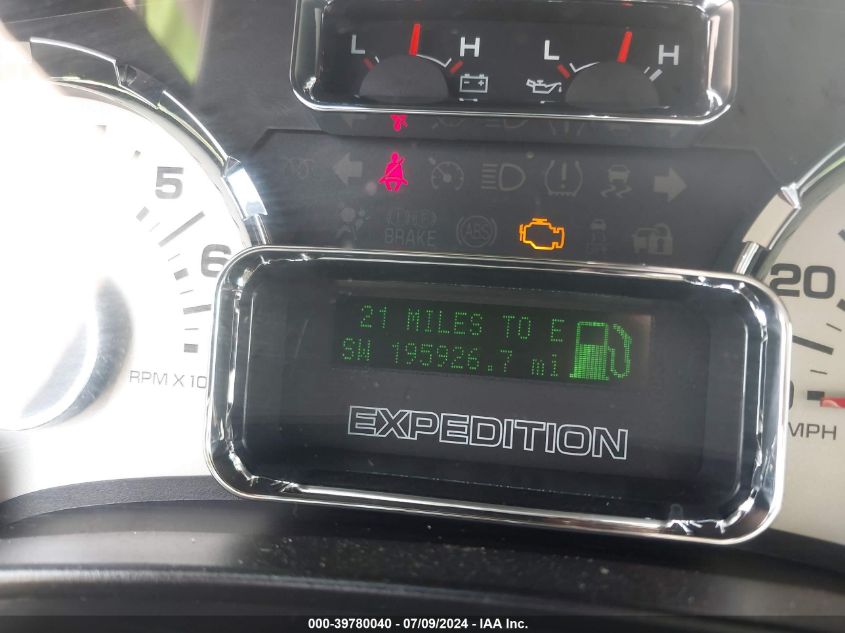 L H L H
5
6
BRAKE ABS
20
21 MILES TO E
SW 195926.7 mi
RPM X 10
MPH
EXPEDITION
000-39780040 - 07/09/2024 - IAA Inc.